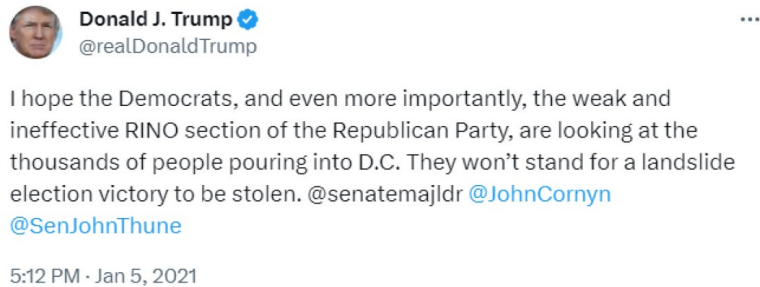 Donald J. Trump
@realDonaldTrump
I hope the Democrats, and even more importantly, the weak and
ineffective RINO section of the Republican Party, are looking at the
thousands of people pouring into D.C. They won’t stand for a landslide
election victory to be stolen. @senatemajldr @JohnCornyn
@SenJohnThune
5:12 PM · Jan 5, 2021